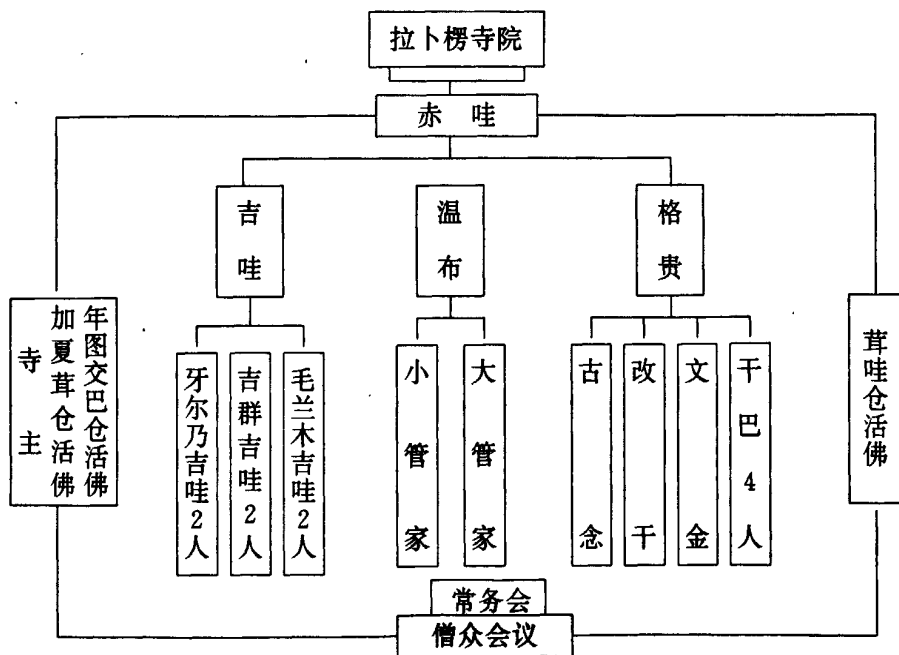 拉卜楞寺院
赤哇
吉哇
温布
格贵
寺主
加夏茸仓活佛
年图交巴仓活佛
牙尔乃吉哇2人
吉群吉哇2人
毛兰木吉哇2人
小管家
大管家
古念
改干
文金
干巴4人
茸哇仓活佛
常务会
僧众会议